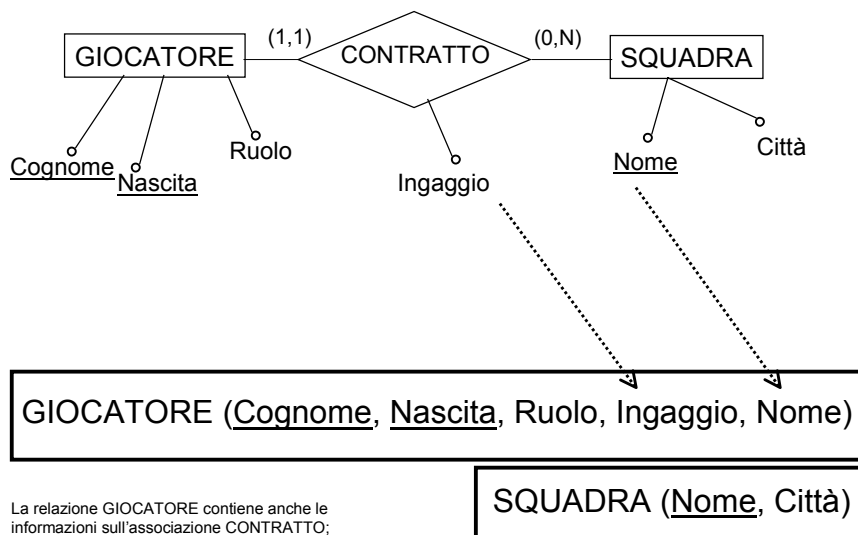 (1,1)
(0,N)
GIOCATORE
CONTRATTO
SQUADRA
Cognome
Nascita
Ruolo
Ingaggio
Nome
Città
GIOCATORE (Cognome, Nascita, Ruolo, Ingaggio, Nome)
SQUADRA (Nome, Città)
La relazione GIOCATORE contiene anche le
informazioni sull'associazione CONTRATTO;